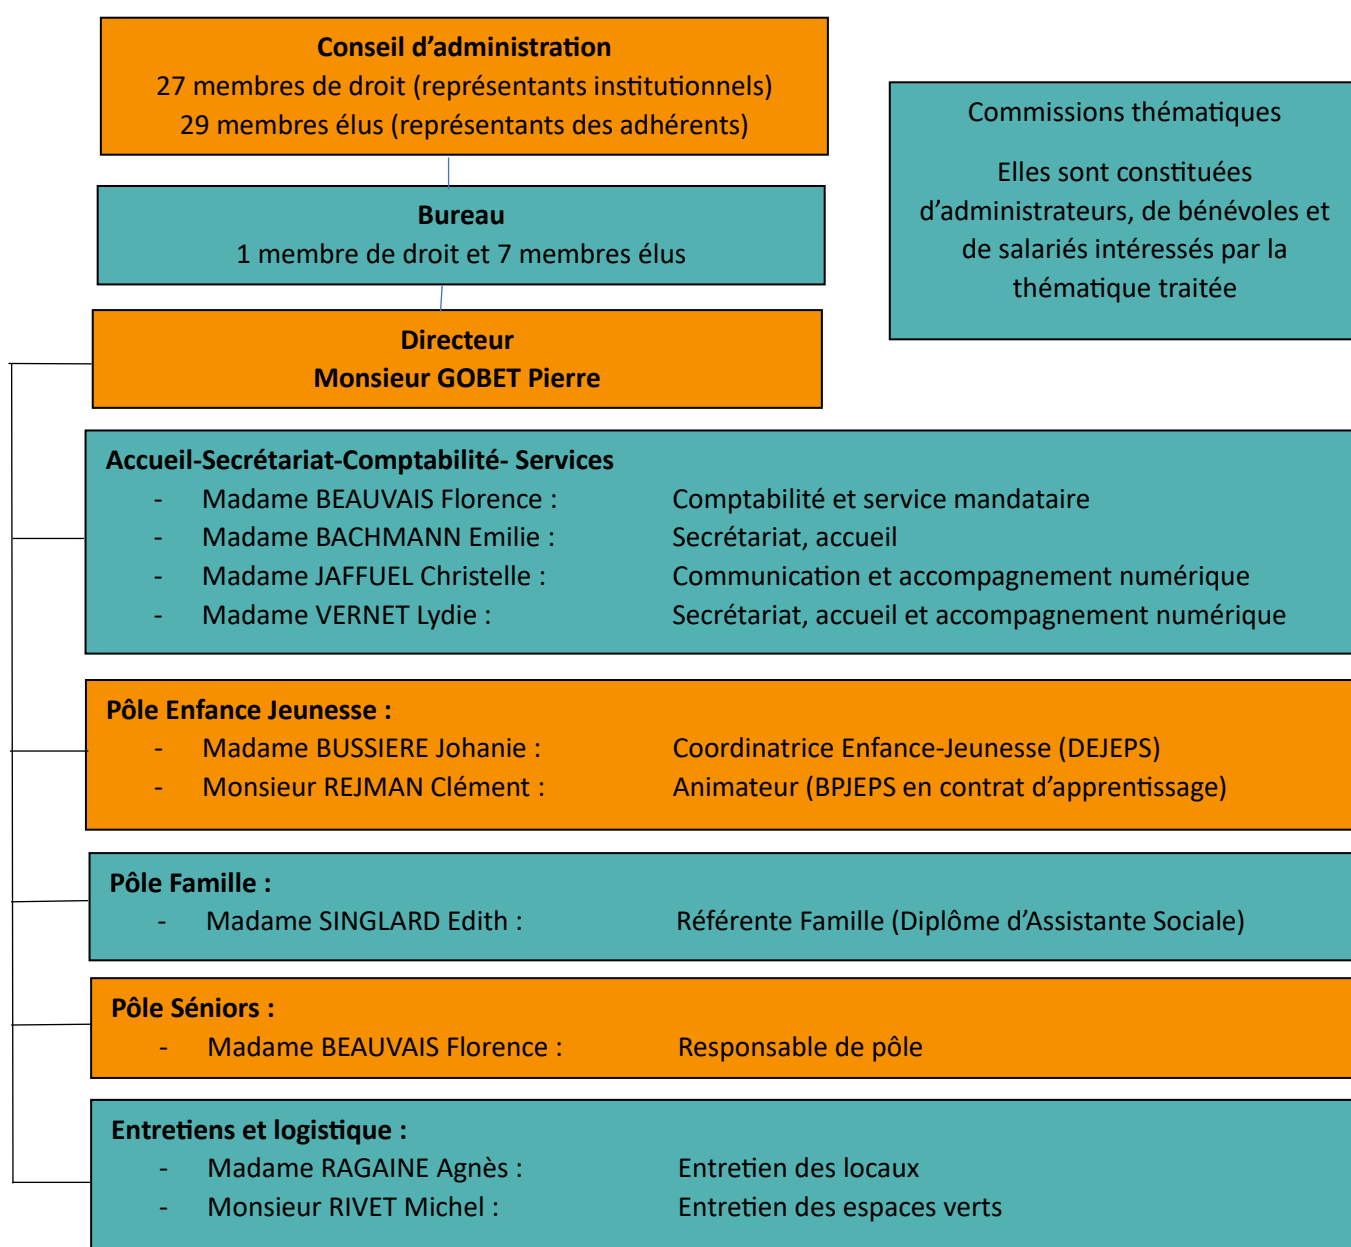 Conseil d’administration
27 membres de droit (représentants institutionnels)
29 membres élus (représentants des adhérents)
Commissions thématiques
Elles sont constituées
d’administrateurs, de bénévoles et
de salariés intéressés par la
thématique traitée
Bureau
1 membre de droit et 7 membres élus
Directeur
Monsieur GOBET Pierre
Accueil-Secrétariat-Comptabilité- Services
- Madame BEAUVAIS Florence : Comptabilité et service mandataire
- Madame BACHMANN Emilie : Secrétariat, accueil
- Madame JAFFUEL Christelle : Communication et accompagnement numérique
- Madame VERNET Lydie : Secrétariat, accueil et accompagnement numérique
Pôle Enfance Jeunesse :
- Madame BUSSIERE Johanie : Coordinatrice Enfance-Jeunesse (DEJEPS)
- Monsieur REJMAN Clément : Animateur (BPJEPS en contrat d’apprentissage)
Pôle Famille :
- Madame SINGLARD Edith : Référente Famille (Diplôme d’Assistante Sociale)
Pôle Séniors :
- Madame BEAUVAIS Florence : Responsable de pôle
Entretiens et logistique :
- Madame RAGAINE Agnès : Entretien des locaux
- Monsieur RIVET Michel : Entretien des espaces verts